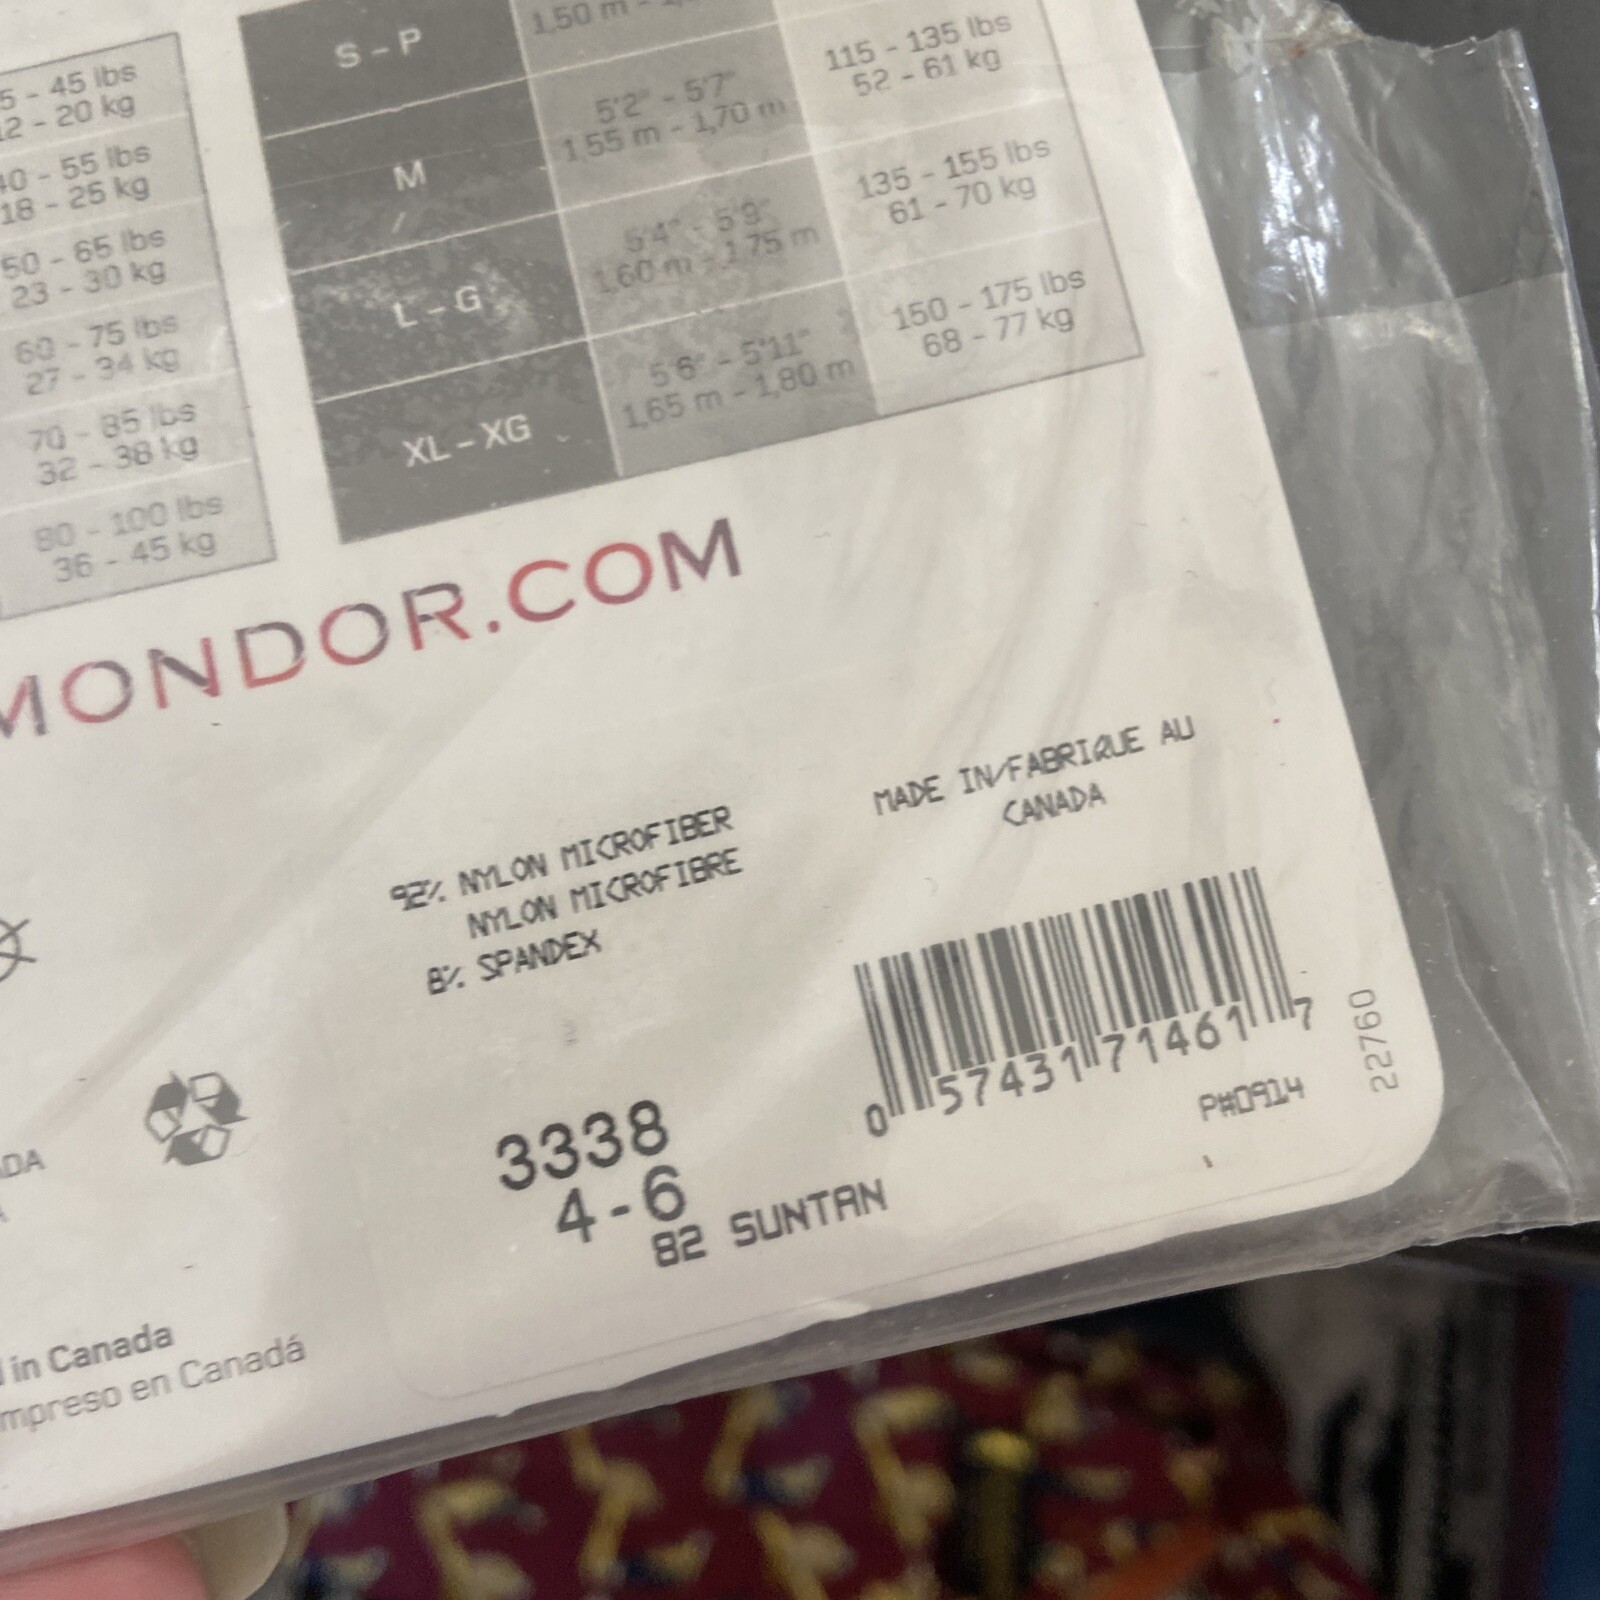 45 lbs
20 kg
55 lbs
18 - 25 kg
50 - 65 lbs
23 - 30 kg
60 - 75 lbs
27 - 34 kg
70 - 85 lbs
32 - 38 kg
80 - 100 lbs
36 - 45 kg
S - P
1,50 m -
115 - 135 lbs
52 - 61 kg
M
5'2" - 5'7"
1,55 m - 1,70 m
135 - 155 lbs
61 - 70 kg
L - G
5'4" - 5'9"
1,60 m - 1,75 m
150 - 175 lbs
68 - 77 kg
XL - XG
5'6" - 5'11"
1,65 m - 1,80 m
MONDOR.COM
MADE IN/FABRIQUE AU
CANADA
92% NYLON MICROFIBER
NYLON MICROFIBRE
8% SPANDEX
0 57431 71461 7
P#0914
22760
3338
4-6
82 SUNTAN
in Canada
mpreso en Canadá